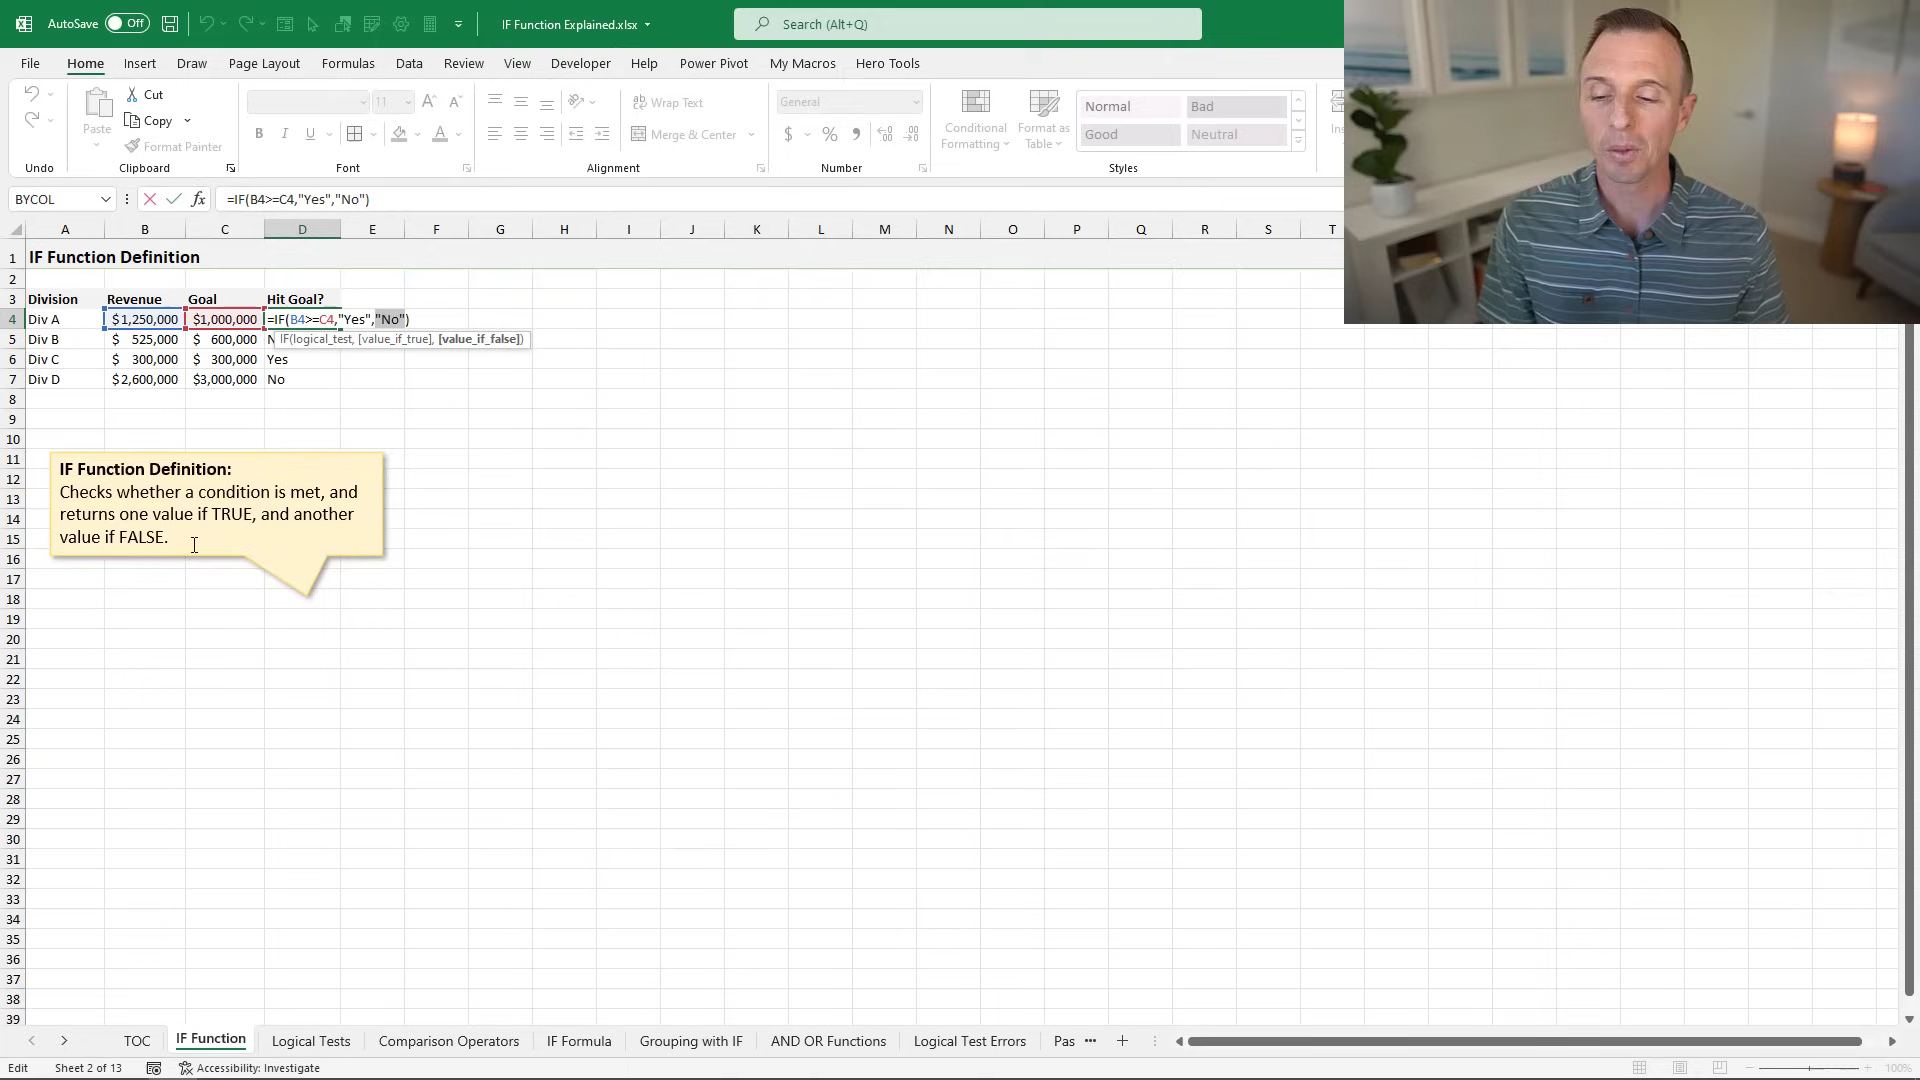 AutoSave Off IF Function Explained.xlsx Search (Alt+Q)
File Home Insert Draw Page Layout Formulas Data Review View Developer Help Power Pivot My Macros Hero Tools
Cut
Copy
Format Painter
Paste
11
Wrap Text
Merge & Center
General
$ % 9
Conditional Formatting
Format as Table
Normal Bad
Good Neutral
Undo Clipboard Font Alignment Number Styles
BYCOL fx =IF(B4>=C4,"Yes","No")
A B C D E F G H I J K L M N O P Q R S T
1 IF Function Definition
2
3 Division Revenue Goal Hit Goal?
4 Div A $1,250,000 $1,000,000 =IF(B4>=C4,"Yes","No")
IF(logical_test, [value_if_true], [value_if_false])
5 Div B $ 525,000 $ 600,000 N
6 Div C $ 300,000 $ 300,000 Yes
7 Div D $2,600,000 $3,000,000 No
8
9
10
11
12
13
14
15
16
17
18
19
20
21
22
23
24
25
26
27
28
29
30
31
32
33
34
35
36
37
38
39
IF Function Definition:
Checks whether a condition is met, and
returns one value if TRUE, and another
value if FALSE.
TOC IF Function Logical Tests Comparison Operators IF Formula Grouping with IF AND OR Functions Logical Test Errors Pas
Edit Sheet 2 of 13 Accessibility: Investigate 100%